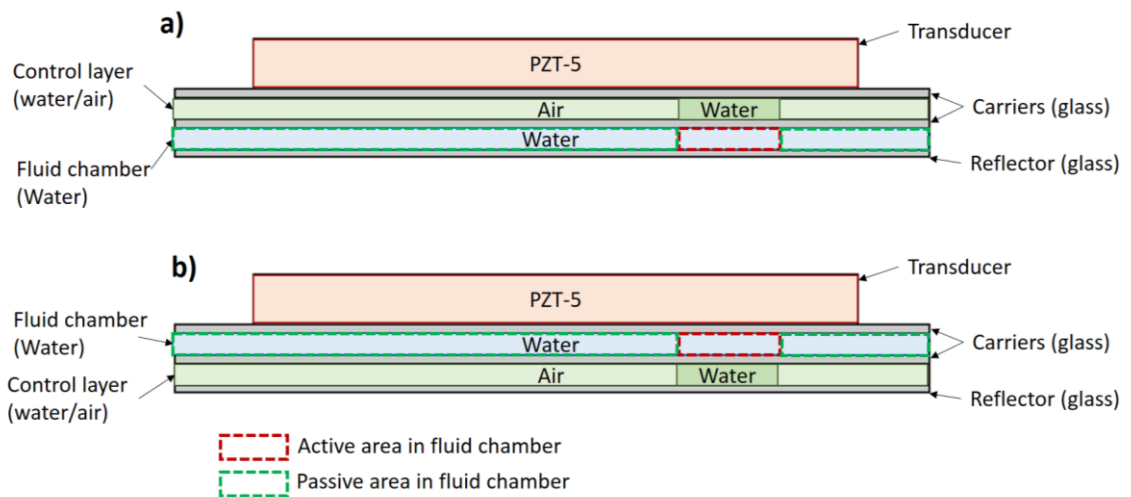 a)
Transducer
PZT-5
Control layer
(water/air)
Air
Water
Carriers (glass)
Water
Fluid chamber
(Water)
Reflector (glass)
b)
Transducer
PZT-5
Fluid chamber
(Water)
Water
Carriers (glass)
Control layer
(water/air)
Air
Water
Reflector (glass)
Active area in fluid chamber
Passive area in fluid chamber